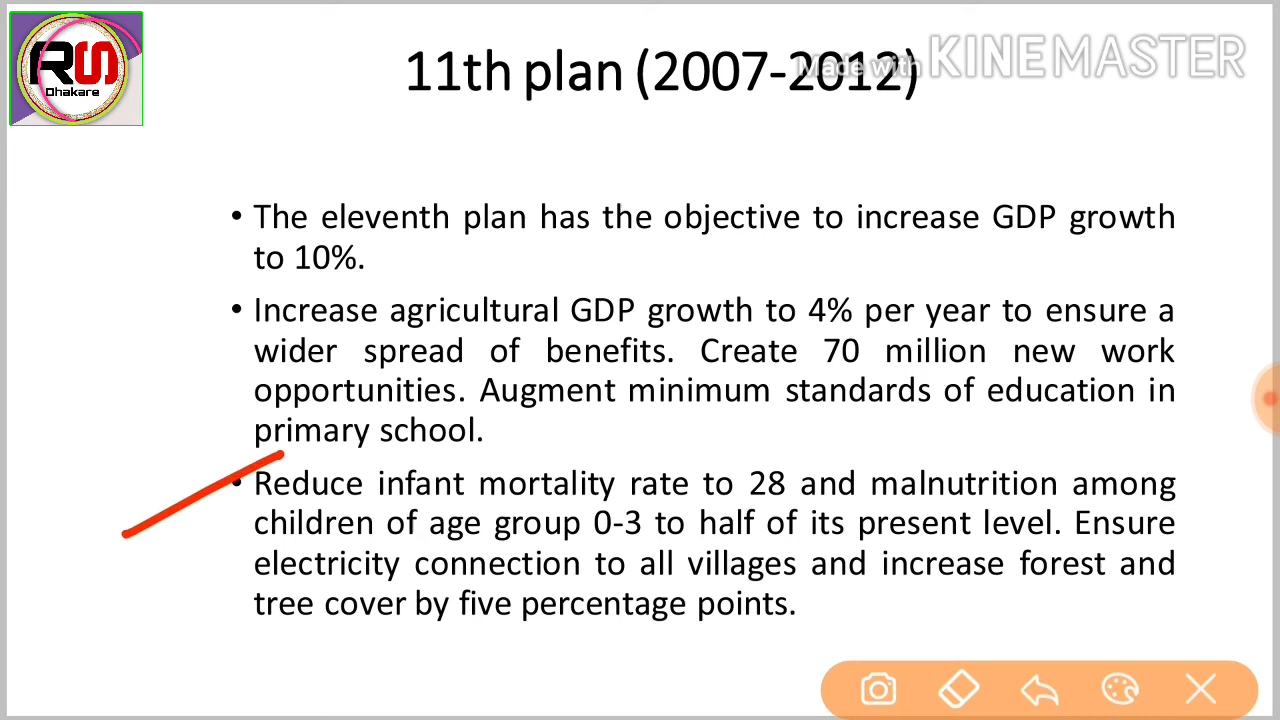 RS
Dhakare
11th plan (2007-2012)
Made with KINEMASTER
• The eleventh plan has the objective to increase GDP growth
to 10%.
• Increase agricultural GDP growth to 4% per year to ensure a
wider spread of benefits. Create 70 million new work
opportunities. Augment minimum standards of education in
primary school.
• Reduce infant mortality rate to 28 and malnutrition among
children of age group 0-3 to half of its present level. Ensure
electricity connection to all villages and increase forest and
tree cover by five percentage points.